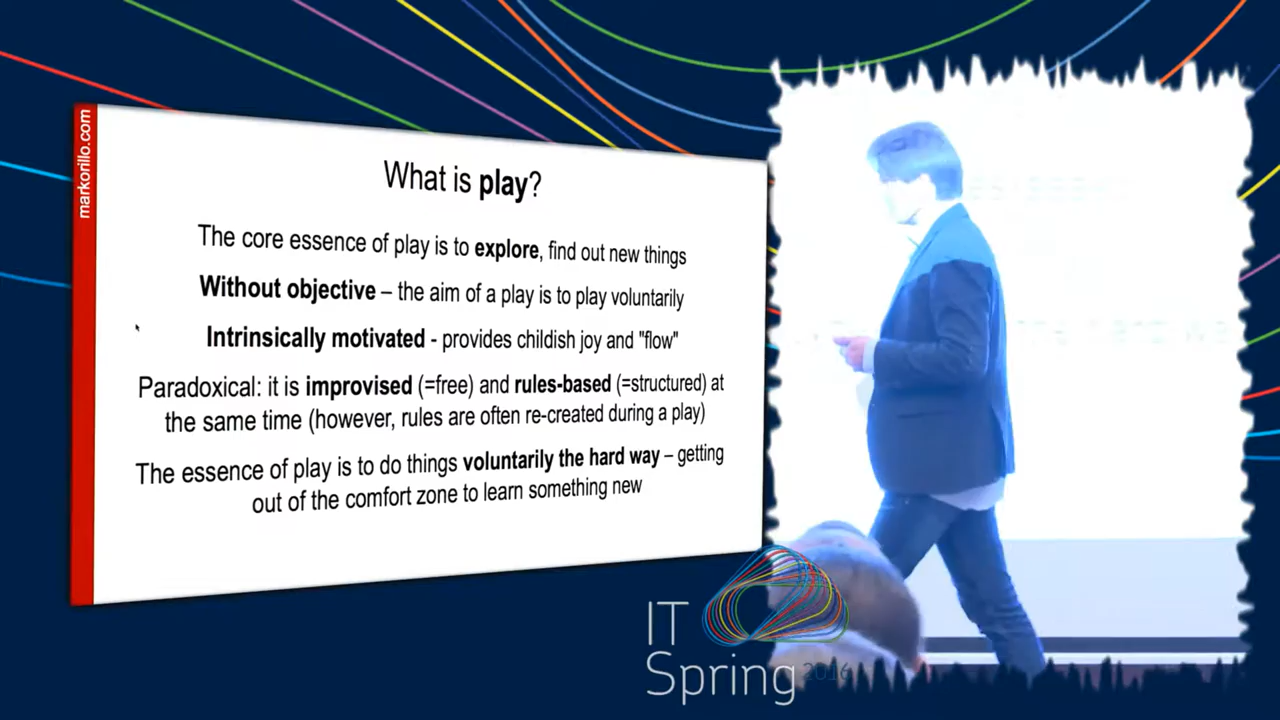 markorillo.com
What is play?
The core essence of play is to explore, find out new things
Without objective – the aim of a play is to play voluntarily
Intrinsically motivated - provides childish joy and "flow"
Paradoxical: it is improvised (=free) and rules-based (=structured) at
the same time (however, rules are often re-created during a play)
The essence of play is to do things voluntarily the hard way – getting
out of the comfort zone to learn something new
IT
Spring 2016